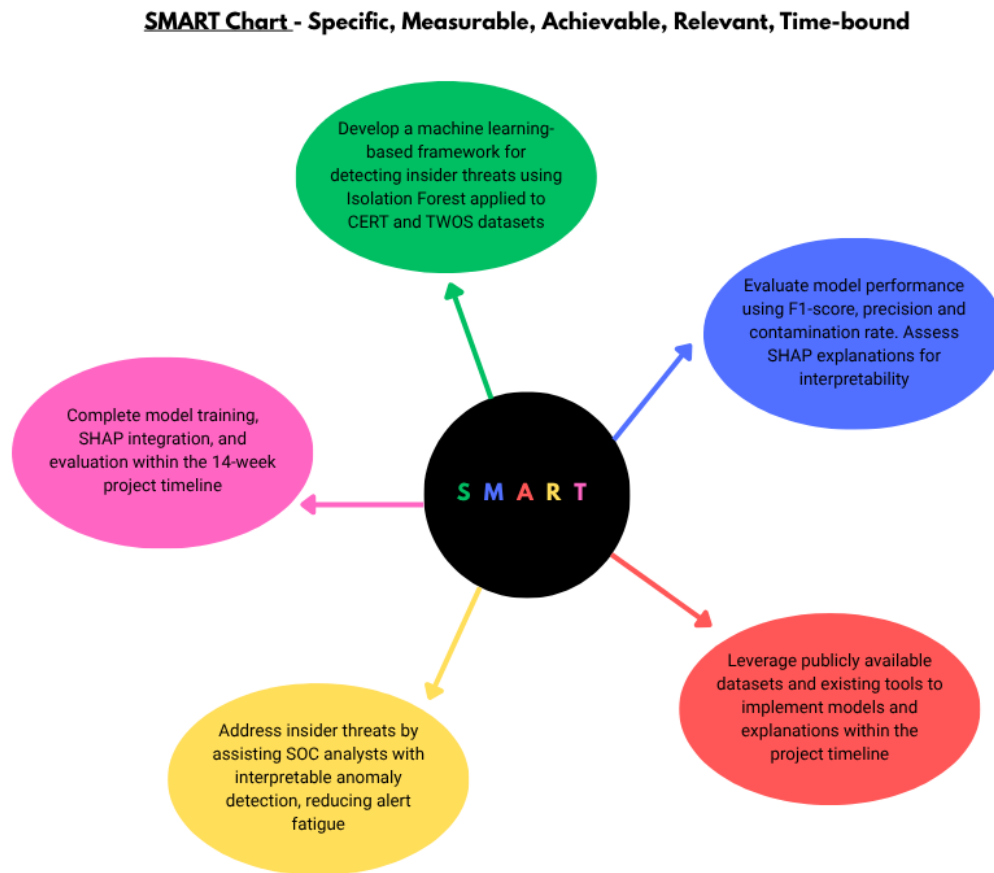 SMART Chart - Specific, Measurable, Achievable, Relevant, Time-bound
Develop a machine learning-
based framework for
detecting insider threats using
Isolation Forest applied to
CERT and TWOS datasets
Evaluate model performance
using F1-score, precision and
contamination rate. Assess
SHAP explanations for
interpretability
Complete model training,
SHAP integration, and
evaluation within the 14-week
project timeline
S M A R T
Leverage publicly available
datasets and existing tools to
implement models and
explanations within the
project timeline
Address insider threats by
assisting SOC analysts with
interpretable anomaly
detection, reducing alert
fatigue